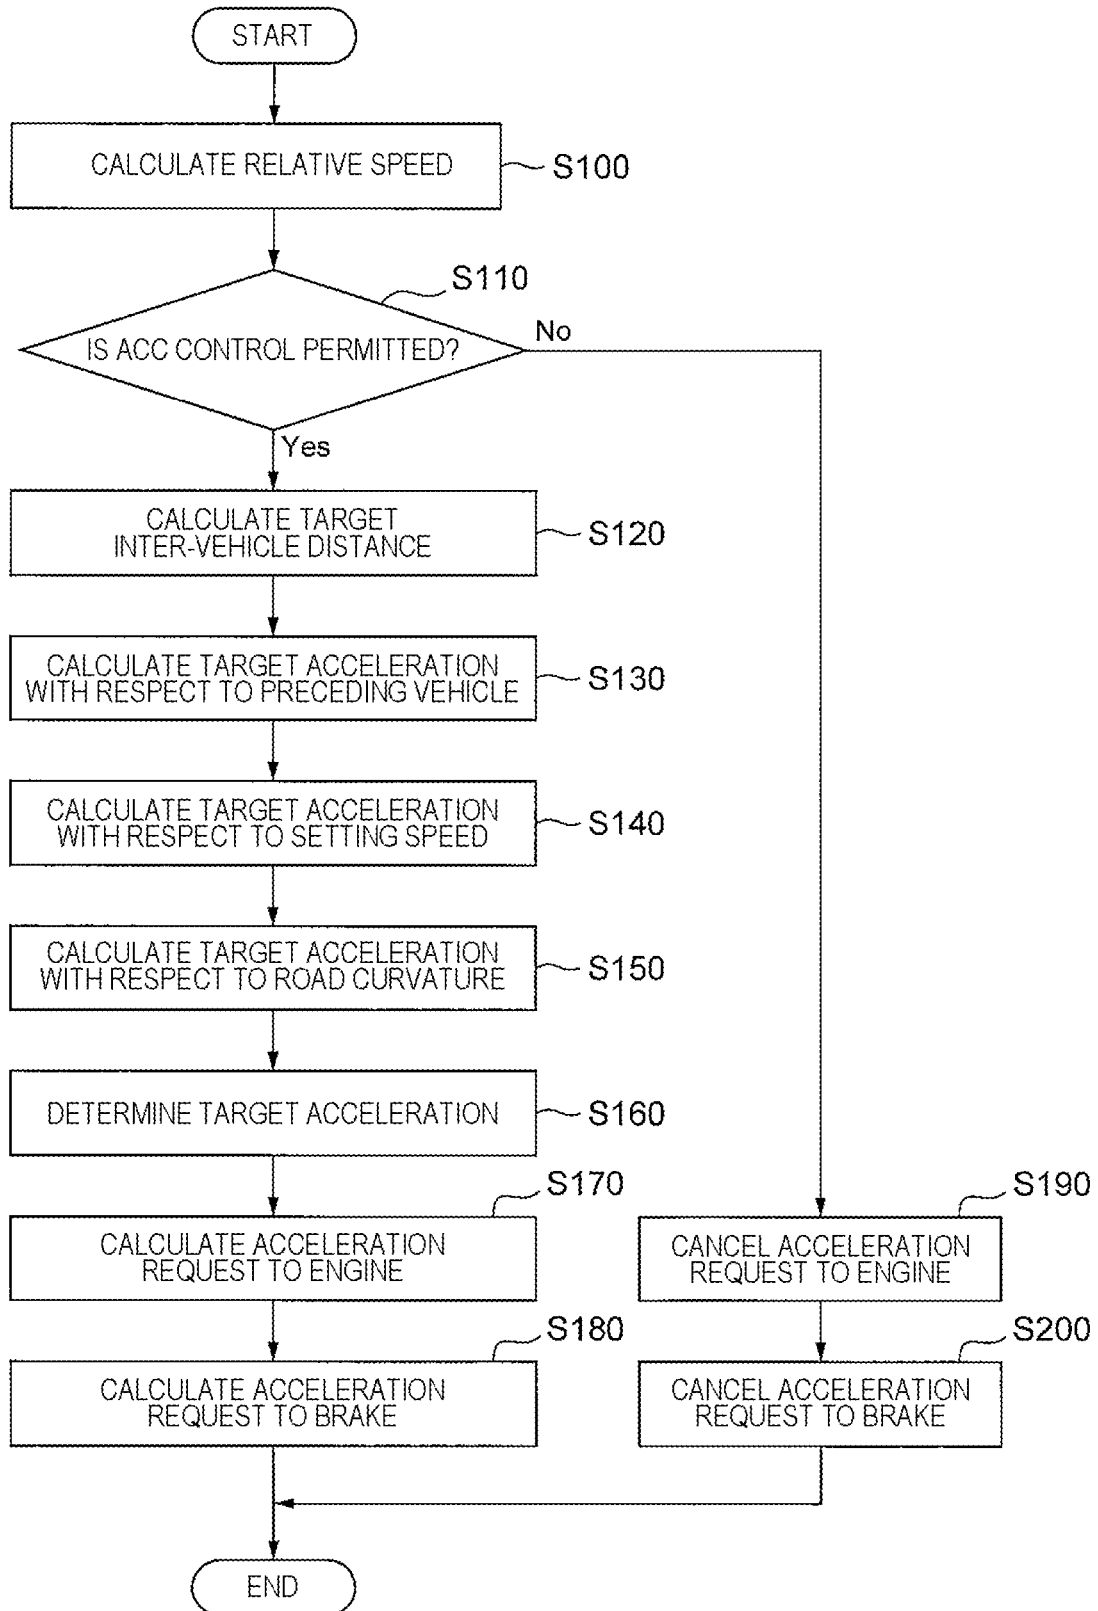 START
CALCULATE RELATIVE SPEED
S100
S110
IS ACC CONTROL PERMITTED?
No
Yes
CALCULATE TARGET
INTER-VEHICLE DISTANCE
S120
CALCULATE TARGET ACCELERATION
WITH RESPECT TO PRECEDING VEHICLE
S130
CALCULATE TARGET ACCELERATION
WITH RESPECT TO SETTING SPEED
S140
CALCULATE TARGET ACCELERATION
WITH RESPECT TO ROAD CURVATURE
S150
DETERMINE TARGET ACCELERATION
S160
S170
CALCULATE ACCELERATION
REQUEST TO ENGINE
S190
CANCEL ACCELERATION
REQUEST TO ENGINE
S180
CALCULATE ACCELERATION
REQUEST TO BRAKE
S200
CANCEL ACCELERATION
REQUEST TO BRAKE
END